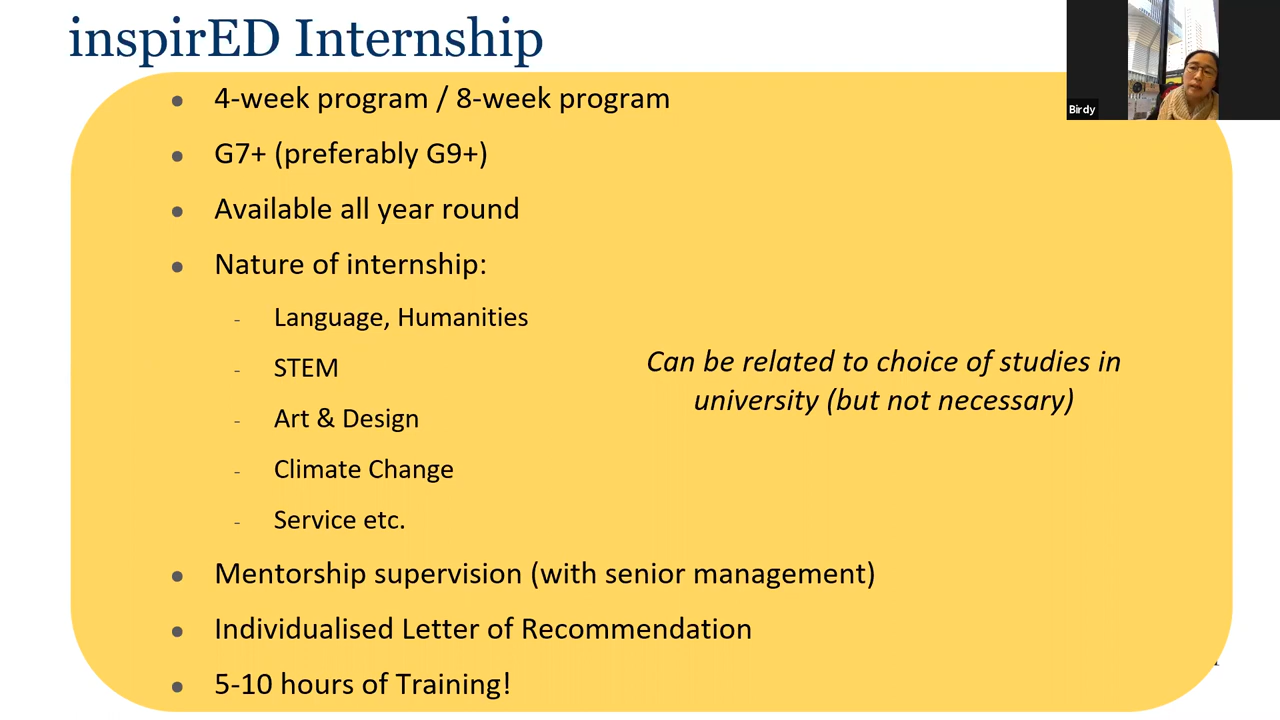 inspirED Internship
Birdy
4-week program / 8-week program
G7+ (preferably G9+)
Available all year round
Nature of internship:
- Language, Humanities
- STEM
Can be related to choice of studies in
university (but not necessary)
- Art & Design
- Climate Change
- Service etc.
Mentorship supervision (with senior management)
Individualised Letter of Recommendation
5-10 hours of Training!